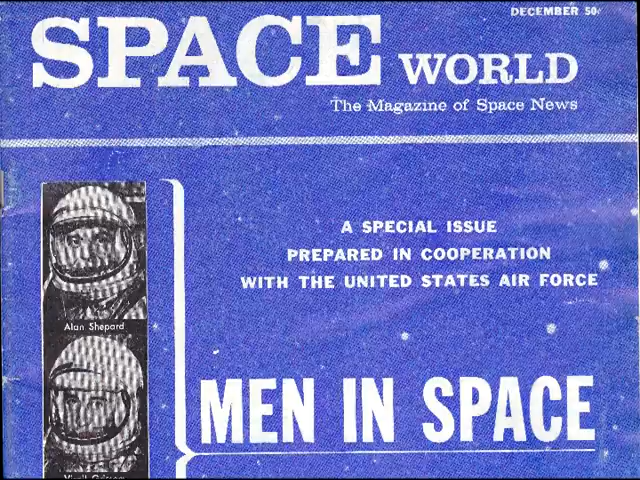 DECEMBER 50¢
SPACE WORLD
The Magazine of Space News
A SPECIAL ISSUE
PREPARED IN COOPERATION
WITH THE UNITED STATES AIR FORCE
Alan Shepard
MEN IN SPACE